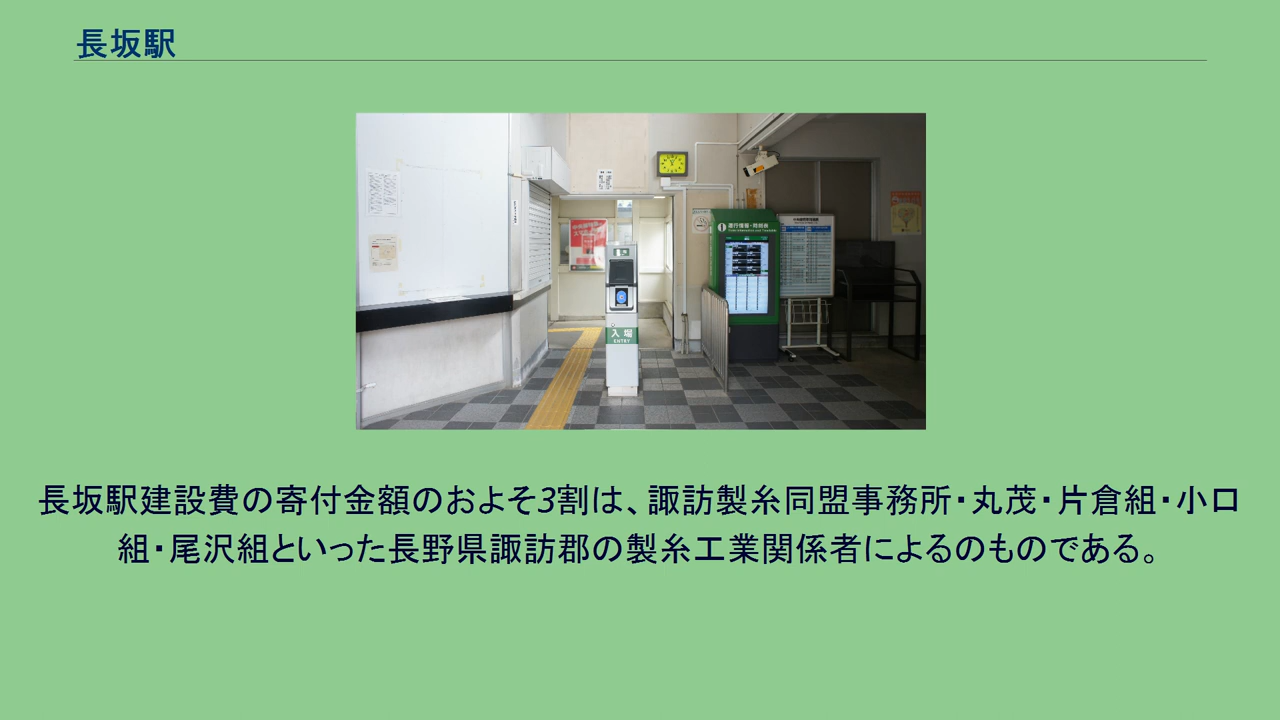 長坂駅
入場
ENTRY
長坂駅建設費の寄付金額のおよそ3割は、諏訪製糸同盟事務所・丸茂・片倉組・小口
組・尾沢組といった長野県諏訪郡の製糸工業関係者によるのものである。